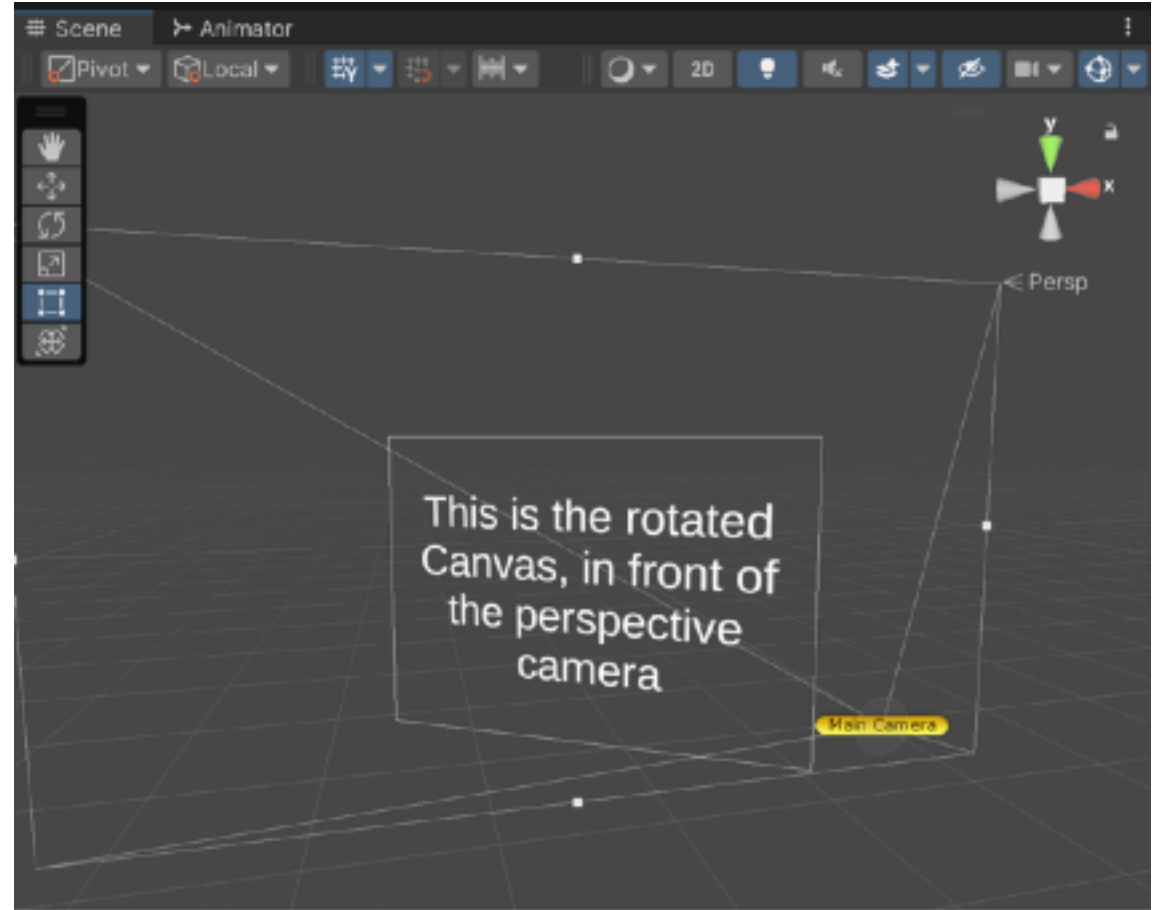 Scene
Animator
Pivot
Local
2D
y
x
Persp
This is the rotated
Canvas, in front of
the perspective
camera
Main Camera